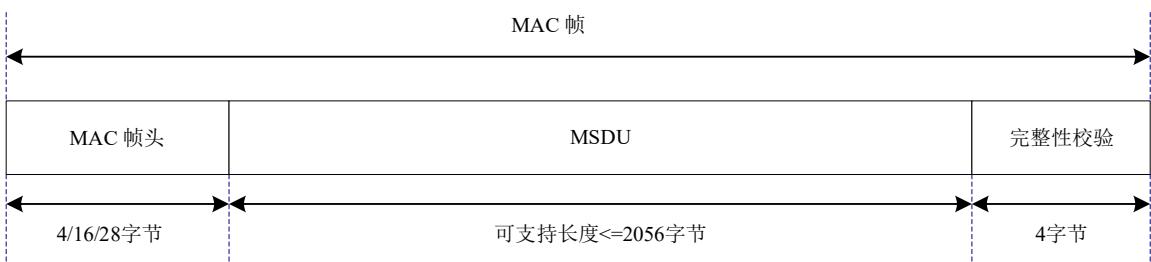 MAC 帧
MAC 帧头
MSDU
完整性校验
4/16/28字节
可支持长度<=2056字节
4字节